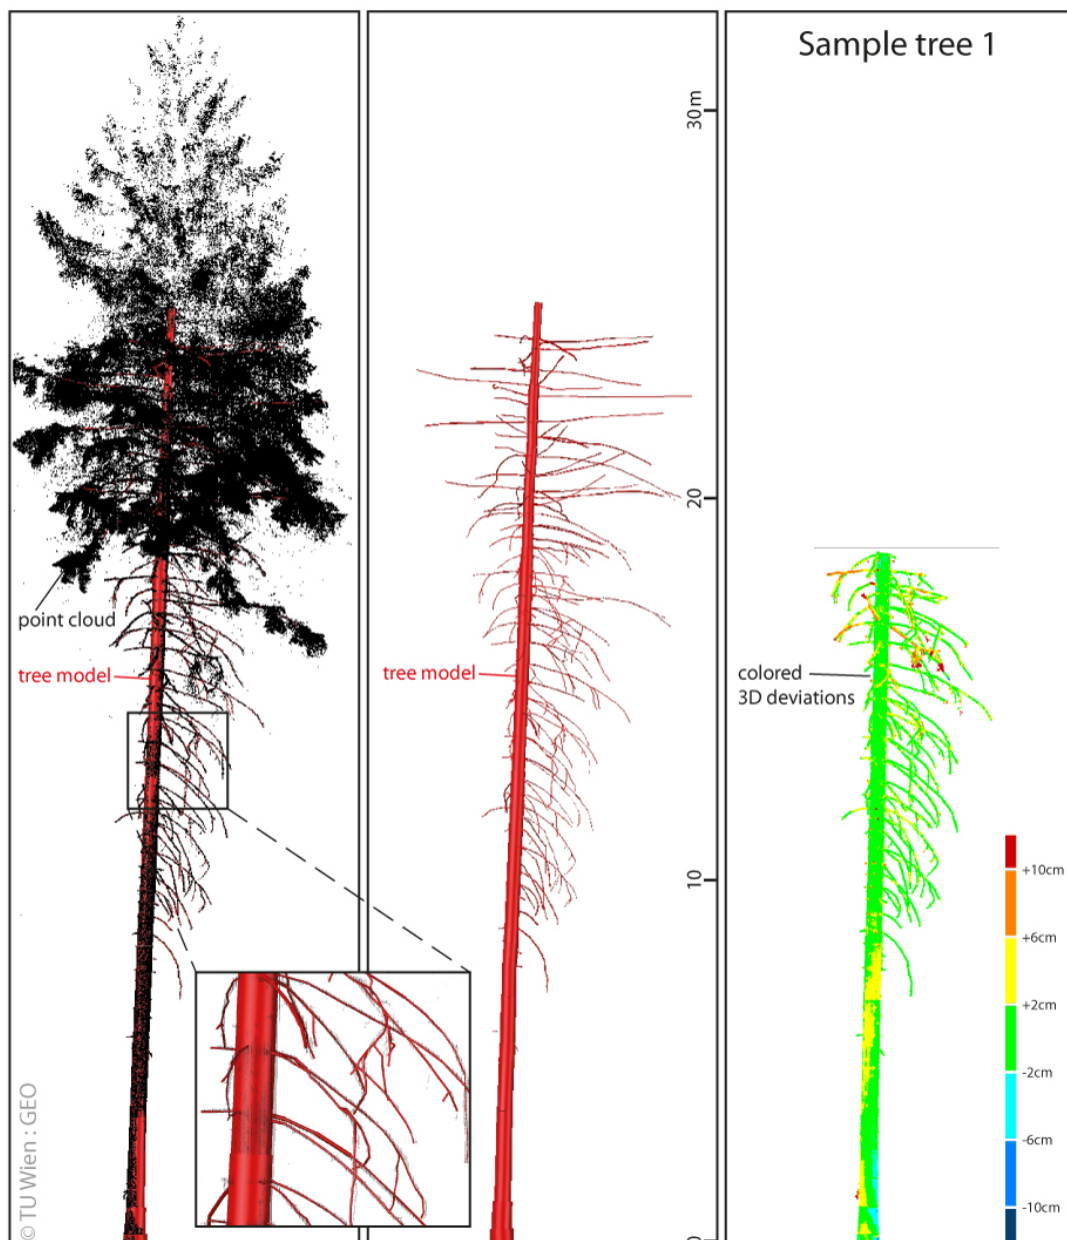 Sample tree 1
30m
20
10
0
point cloud
tree model
tree model
colored
3D deviations
+10cm
+6cm
+2cm
-2cm
-6cm
-10cm
© TU Wien : GEO